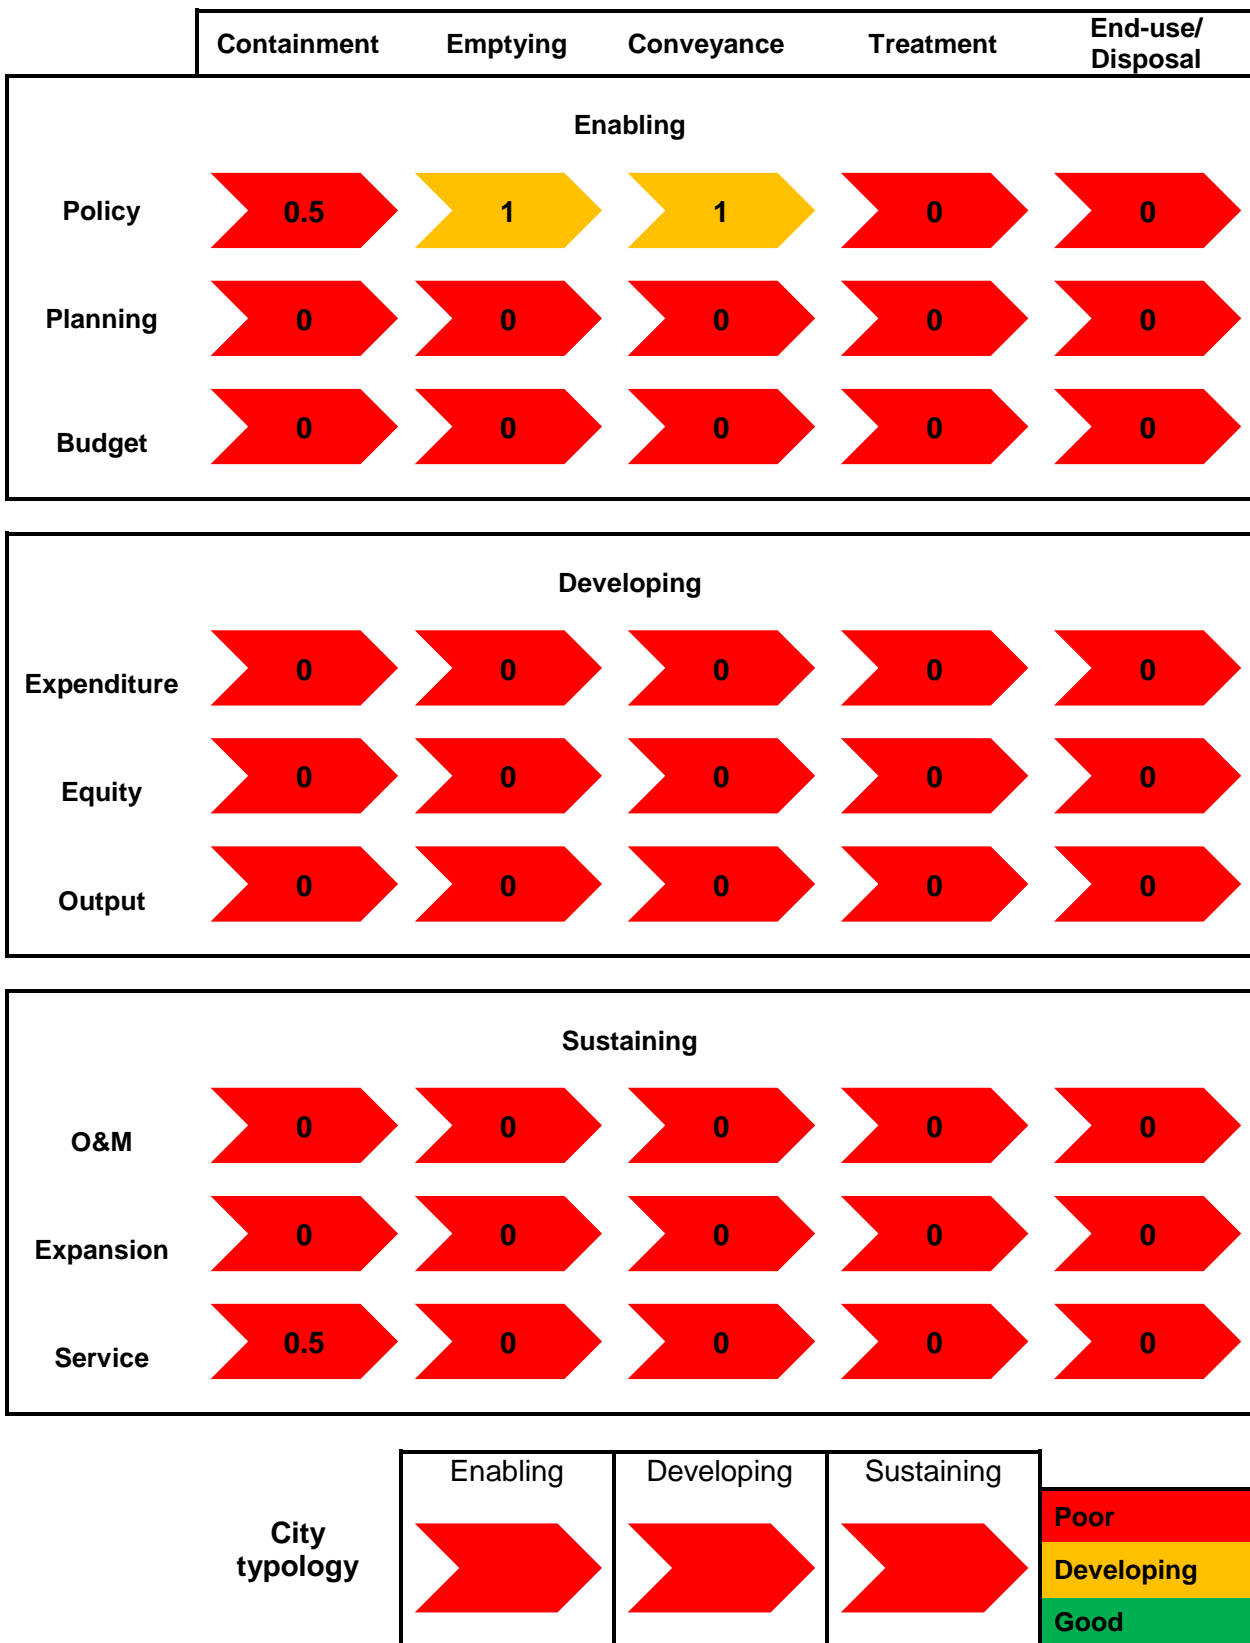 Containment Emptying Conveyance Treatment End-use/
Disposal
Enabling
Policy 0.5 1 1 0 0
Planning 0 0 0 0 0
Budget 0 0 0 0 0
Developing
Expenditure 0 0 0 0 0
Equity 0 0 0 0 0
Output 0 0 0 0 0
Sustaining
O&M 0 0 0 0 0
Expansion 0 0 0 0 0
Service 0.5 0 0 0 0
Enabling Developing Sustaining
City
typology
Poor
Developing
Good